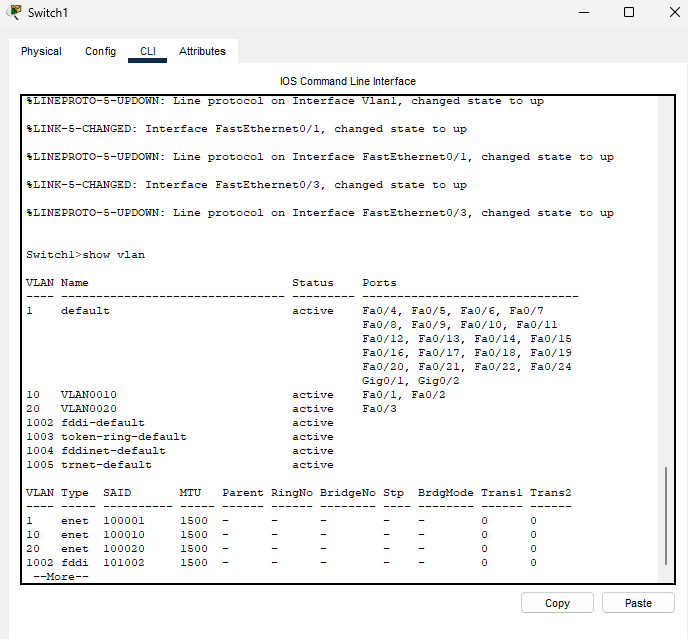 Switch1
Physical Config CLI Attributes
IOS Command Line Interface
%LINEPROTO-5-UPDOWN: Line protocol on Interface Vlan1, changed state to up
%LINK-5-CHANGED: Interface FastEthernet0/1, changed state to up
%LINEPROTO-5-UPDOWN: Line protocol on Interface FastEthernet0/1, changed state to up
%LINK-5-CHANGED: Interface FastEthernet0/3, changed state to up
%LINEPROTO-5-UPDOWN: Line protocol on Interface FastEthernet0/3, changed state to up
Switch1>show vlan
VLAN Name                             Status    Ports
---- -------------------------------- --------- -------------------------------
1    default                          active    Fa0/4, Fa0/5, Fa0/6, Fa0/7
                                                Fa0/8, Fa0/9, Fa0/10, Fa0/11
                                                Fa0/12, Fa0/13, Fa0/14, Fa0/15
                                                Fa0/16, Fa0/17, Fa0/18, Fa0/19
                                                Fa0/20, Fa0/21, Fa0/22, Fa0/24
                                                Gig0/1, Gig0/2
10   VLAN0010                         active    Fa0/1, Fa0/2
20   VLAN0020                         active    Fa0/3
1002 fddi-default                     active
1003 token-ring-default               active
1004 fddinet-default                  active
1005 trnet-default                    active
VLAN Type  SAID       MTU   Parent RingNo BridgeNo Stp  BrdgMode Trans1 Trans2
---- ----- ---------- ----- ------ ------ -------- ---- -------- ------ ------
1    enet  100001     1500  -      -      -        -    -        0      0
10   enet  100010     1500  -      -      -        -    -        0      0
20   enet  100020     1500  -      -      -        -    -        0      0
1002 fddi  101002     1500  -      -      -        -    -        0      0
 --More--
Copy Paste